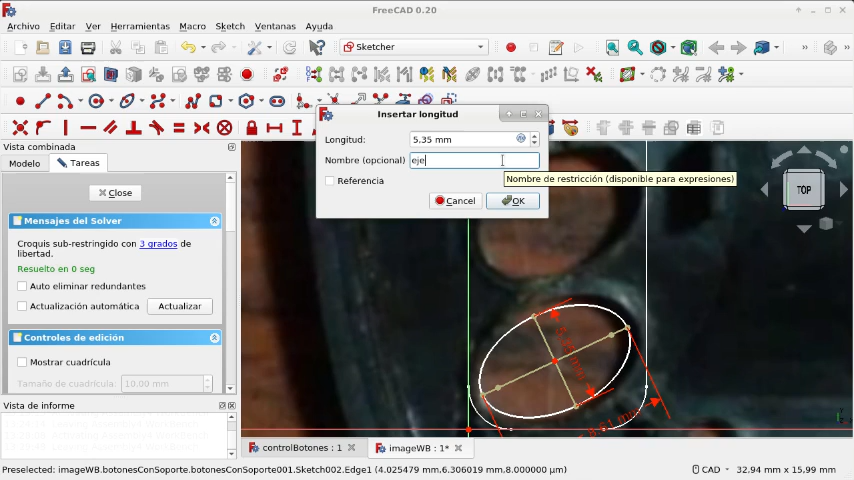 FreeCAD 0.20
Archivo Editar Ver Herramientas Macro Sketch Ventanas Ayuda
Sketcher
Vista combinada
Modelo Tareas
Close
Mensajes del Solver
Croquis sub-restringido con 3 grados de
libertad.
Resuelto en 0 seg
Auto eliminar redundantes
Actualización automática Actualizar
Controles de edición
Mostrar cuadrícula
Tamaño de cuadrícula: 10.00 mm
Vista de informe
Insertar longitud
Longitud: 5,35 mm
Nombre (opcional) eje
Referencia
Cancel OK
Nombre de restricción (disponible para expresiones)
TOP
controlBotones : 1 imageWB : 1*
Preselected: imageWB.botonesConSoporte.botonesConSoporte001.Sketch002.Edge1 (4.025479 mm,6.306019 mm,8.000000 µm) CAD 32,94 mm x 15,99 mm